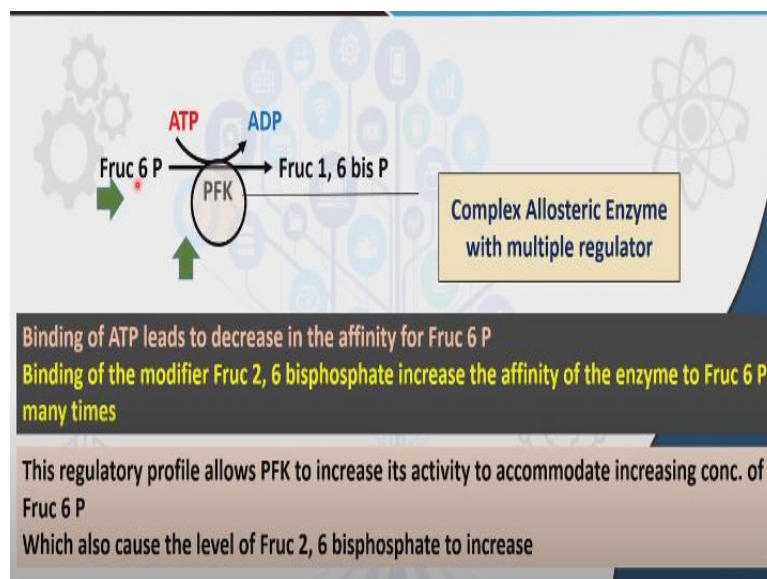 ATP ADP
Fruc 6 P Fruc 1, 6 bis P
PFK
Complex Allosteric Enzyme
with multiple regulator
Binding of ATP leads to decrease in the affinity for Fruc 6 P
Binding of the modifier Fruc 2, 6 bisphosphate increase the affinity of the enzyme to Fruc 6 P
many times
This regulatory profile allows PFK to increase its activity to accommodate increasing conc. of
Fruc 6 P
Which also cause the level of Fruc 2, 6 bisphosphate to increase